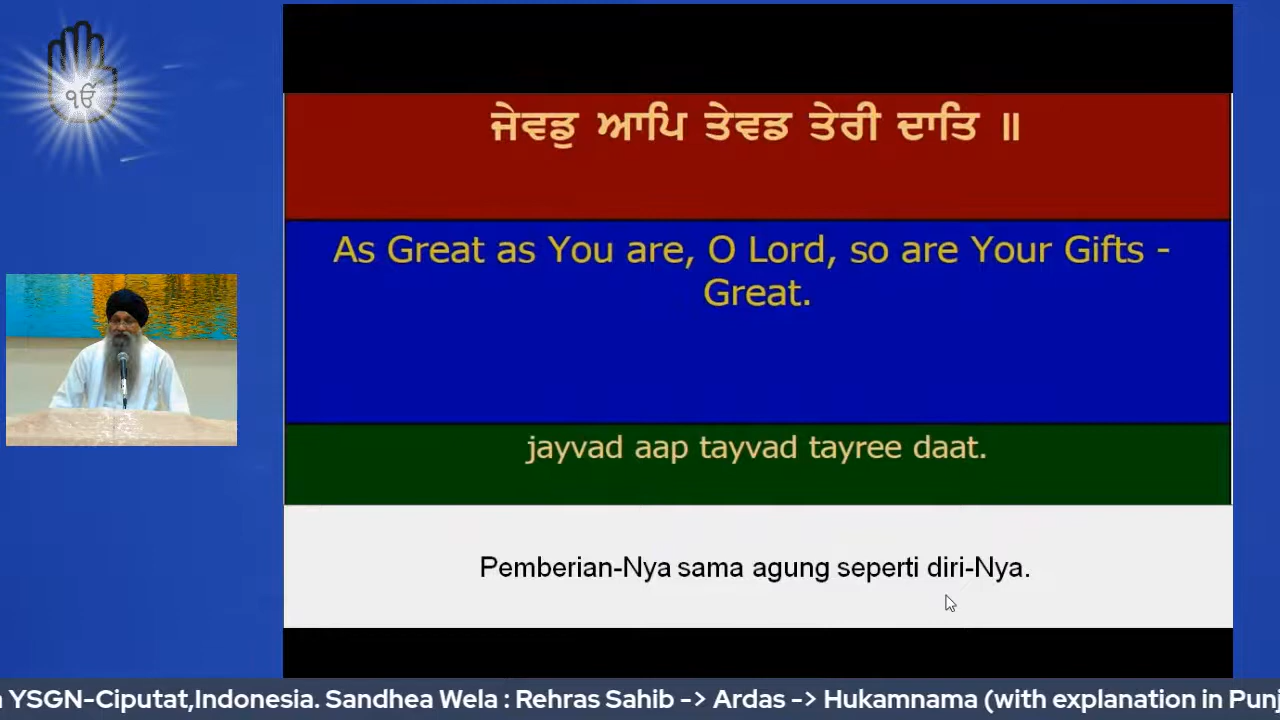 ੴ
ਜੇਵਡੁ ਆਪਿ ਤੇਵਡ ਤੇਰੀ ਦਾਤਿ ॥
As Great as You are, O Lord, so are Your Gifts -
Great.
jayvad aap tayvad tayree daat.
Pemberian-Nya sama agung seperti diri-Nya.
YSGN-Ciputat,Indonesia. Sandhea Wela : Rehras Sahib -> Ardas -> Hukamnama (with explanation in